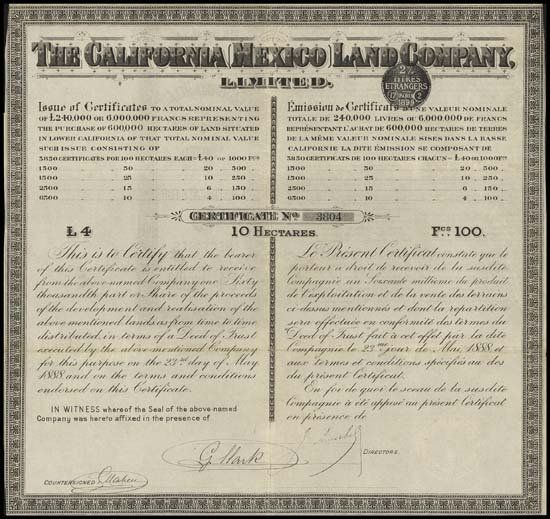 THE CALIFORNIA (MEXICO) LAND COMPANY,
LIMITED.
2
TITRES
ETRANGERS
1899
Issue of Certificates TO A TOTAL NOMINAL VALUE
OF £240,000 OR 6,000,000 FRANCS REPRESENTING
THE PURCHASE OF 600,000 HECTARES OF LAND SITUATED
IN LOWER CALIFORNIA OF THAT TOTAL NOMINAL VALUE
SUCH ISSUE CONSISTING OF
3850 CERTIFICATES FOR 100 HECTARES EACH = £40 OR 1000 Fcs
1500 50 20 500
1500 25 10 250
2500 15 6 150
6500 10 4 100
Emission de Certificats UNE VALEUR NOMINALE
TOTALE DE 240,000 LIVRES OU 6,000,000 DE FRANCS
REPRÉSENTANT L'ACHAT DE 600,000 HECTARES DE TERRES
DE LA MÊME VALEUR NOMINALE SISES DANS LA BASSE
CALIFORNIE LA DITE ÉMISSION SE COMPOSANT DE
3850 CERTIFICATS DE 100 HECTARES CHACUN = £40 OU 1000 Fcs
1500 50 20 500
1500 25 10 250
2500 15 6 150
6500 10 4 100
CERTIFICATE No 3804
£4 10 HECTARES. Fcs 100.
This is to Certify that the bearer
of this Certificate is entitled to receive
from the above named Company one Sixty
thousandth part or Share of the proceeds
of the development and realisation of the
above mentioned lands as from time to time
distributed, in terms of a Deed of Trust
executed by the above mentioned Company
for this purpose on the 23rd day of May
1888 and on the terms and conditions
endorsed on this Certificate.
IN WITNESS whereof the Seal of the above-named
Company was hereto affixed in the presence of
Le Présent Certificat constate que le
porteur a droit de recevoir de la susdite
Compagnie un Soixante millième du produit
de l'exploitation et de la vente des terrains
ci-dessus mentionnés et dont la répartition
sera effectuée en conformité des termes du
Deed of Trust fait à cet effet par la dite
Compagnie le 23me jour de Mai 1888 et
aux termes et conditions spécifiés au dos
du présent Certificat.
En foi de quoi le sceau de la susdite
Compagnie a été apposé au présent Certificat
en présence de
DIRECTORS.
COUNTERSIGNED